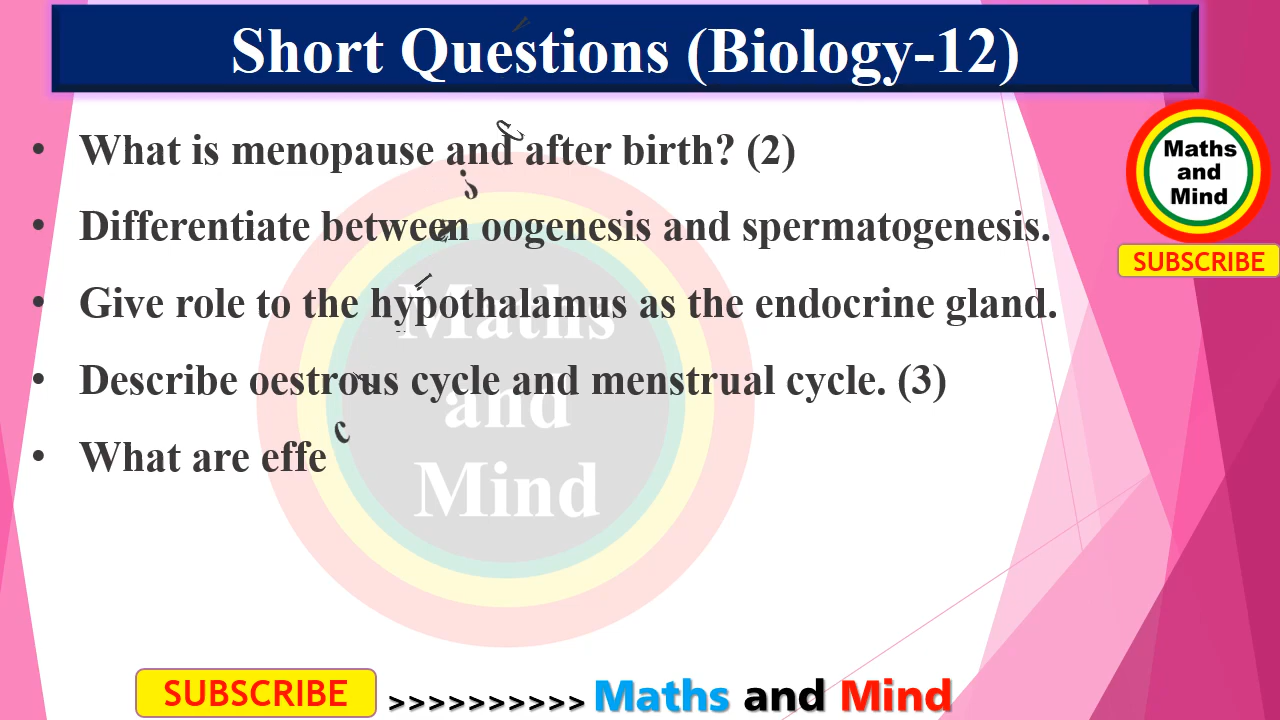 Short Questions (Biology-12)
• What is menopause and after birth? (2)
• Differentiate between oogenesis and spermatogenesis.
• Give role to the hypothalamus as the endocrine gland.
• Describe oestrous cycle and menstrual cycle. (3)
• What are effe
Maths
and
Mind
SUBSCRIBE
Maths
and
Mind
SUBSCRIBE >>>>>>>>>> Maths and Mind